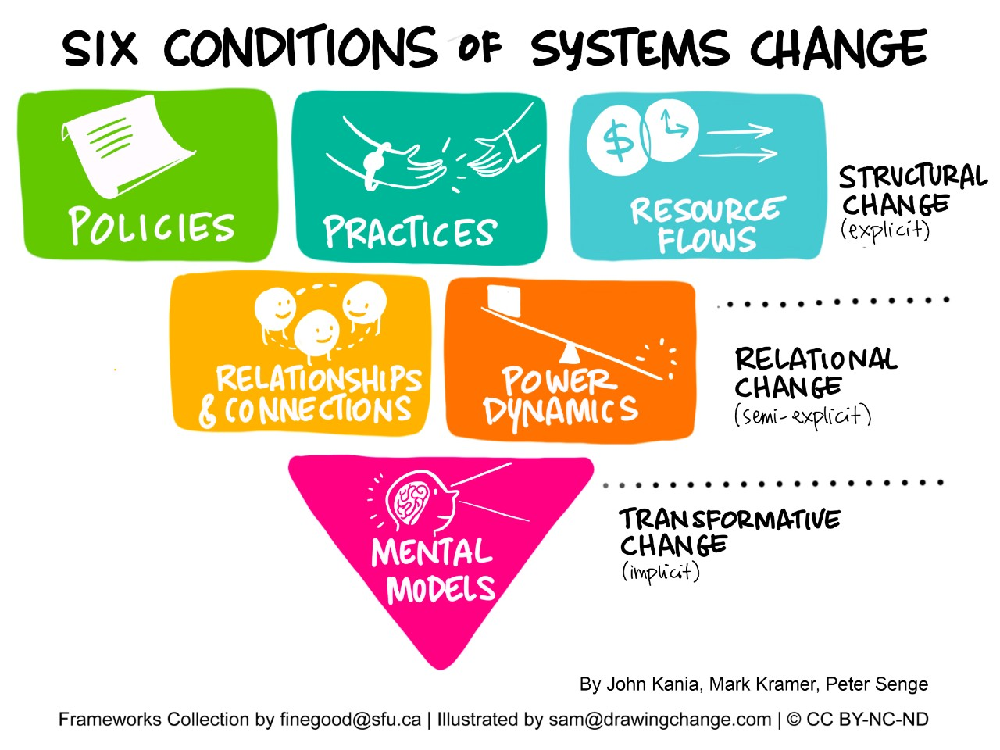 SIX CONDITIONS OF SYSTEMS CHANGE
POLICIES
PRACTICES
$
RESOURCE
FLOWS
STRUCTURAL
CHANGE
(explicit)
RELATIONSHIPS
& CONNECTIONS
POWER
DYNAMICS
RELATIONAL
CHANGE
(semi-explicit)
MENTAL
MODELS
TRANSFORMATIVE
CHANGE
(implicit)
By John Kania, Mark Kramer, Peter Senge
Frameworks Collection by finegood@sfu.ca | Illustrated by sam@drawingchange.com | © CC BY-NC-ND